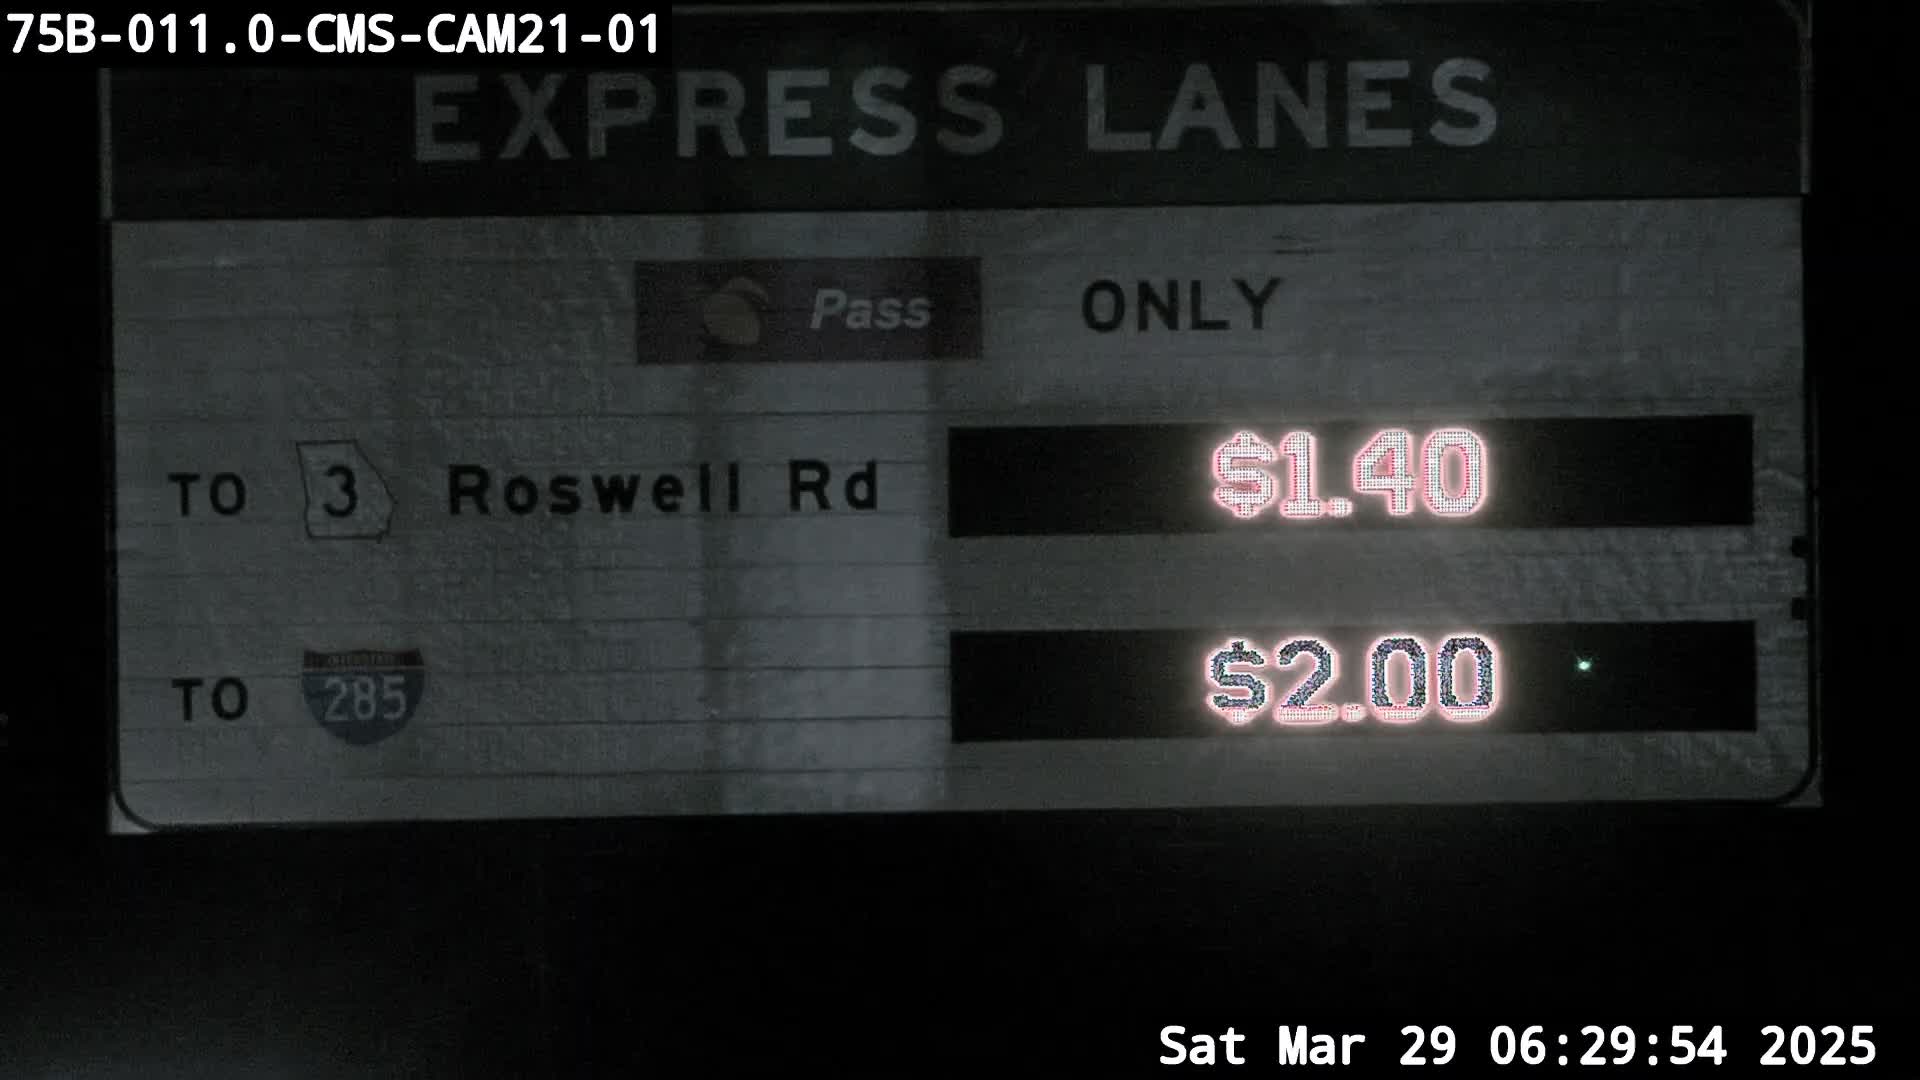 75B-011.0-CMS-CAM21-01
EXPRESS LANES
Pass ONLY
TO 3 Roswell Rd $1.40
TO INTERSTATE 285 $2.00
Sat Mar 29 06:29:54 2025